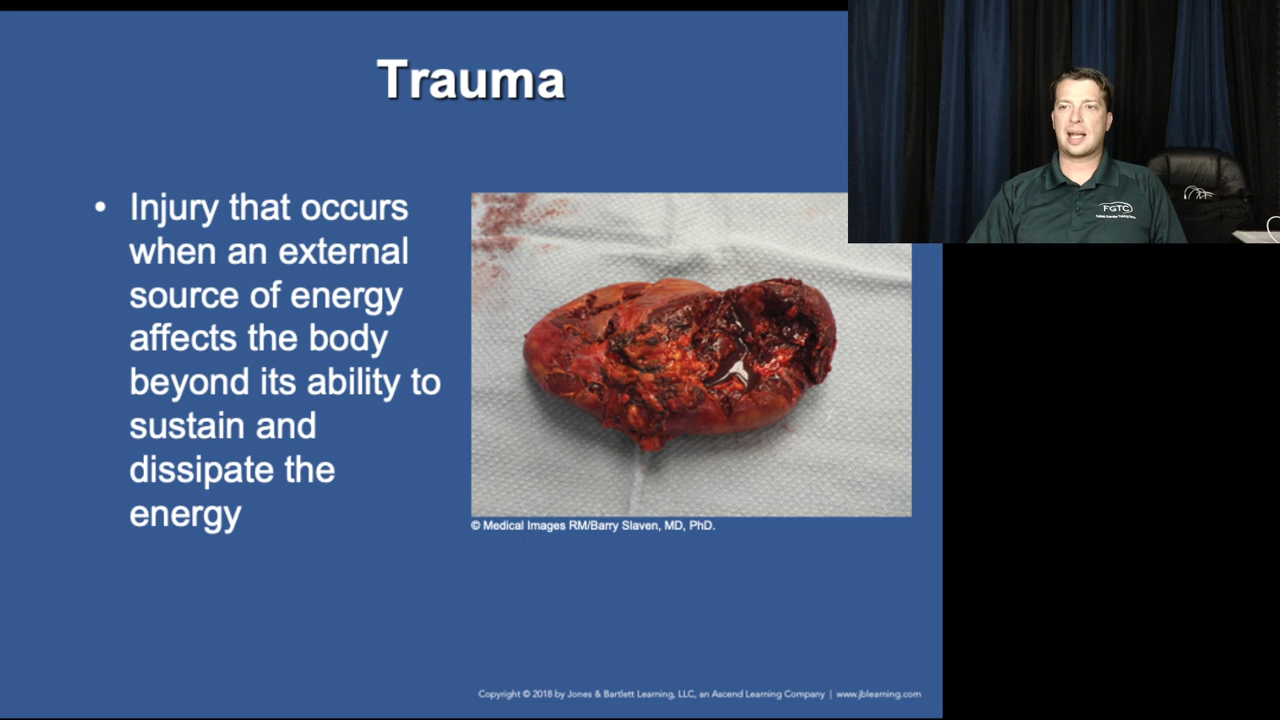 Trauma
• Injury that occurs
when an external
source of energy
affects the body
beyond its ability to
sustain and
dissipate the
energy
© Medical Images RM/Barry Slaven, MD, PhD.
FGTC
Copyright © 2018 by Jones & Bartlett Learning, LLC, an Ascend Learning Company | www.jblearning.com